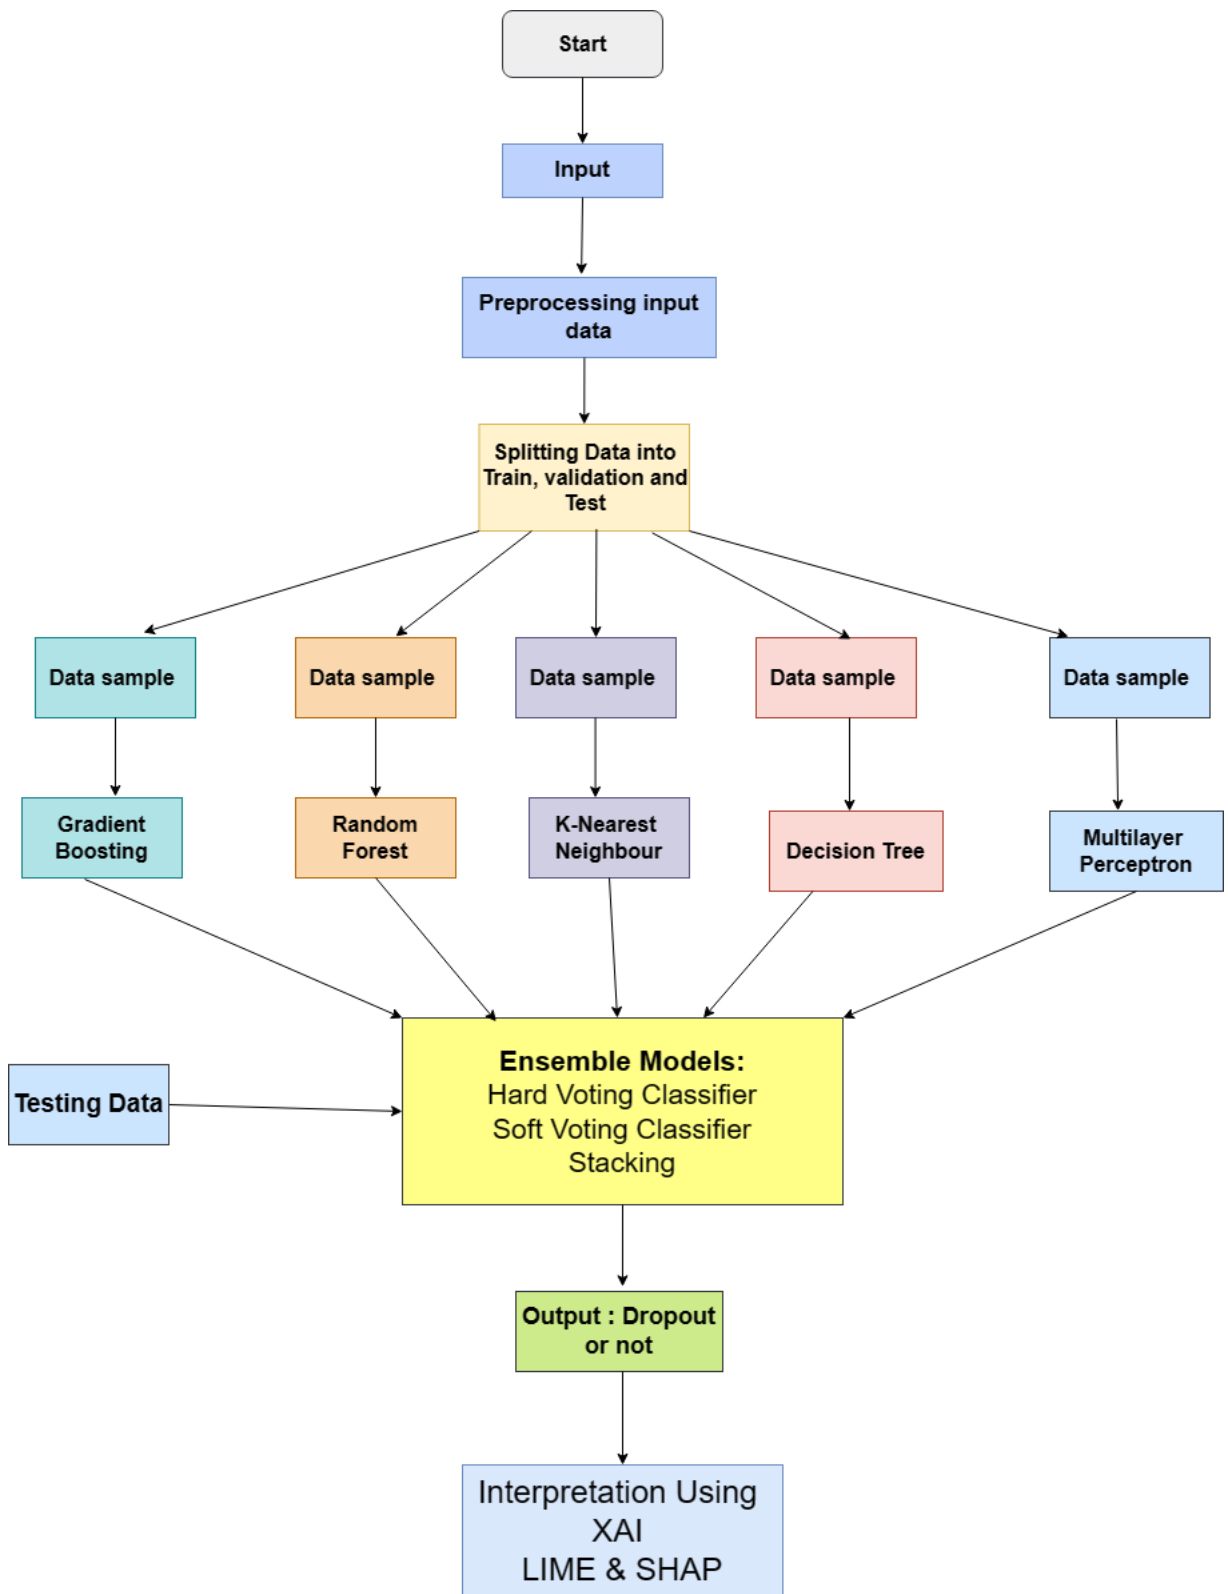 Start
Input
Preprocessing input
data
Splitting Data into
Train, validation and
Test
Data sample
Data sample
Data sample
Data sample
Data sample
Gradient
Boosting
Random
Forest
K-Nearest
Neighbour
Decision Tree
Multilayer
Perceptron
Ensemble Models:
Hard Voting Classifier
Soft Voting Classifier
Stacking
Testing Data
Output : Dropout
or not
Interpretation Using
XAI
LIME & SHAP